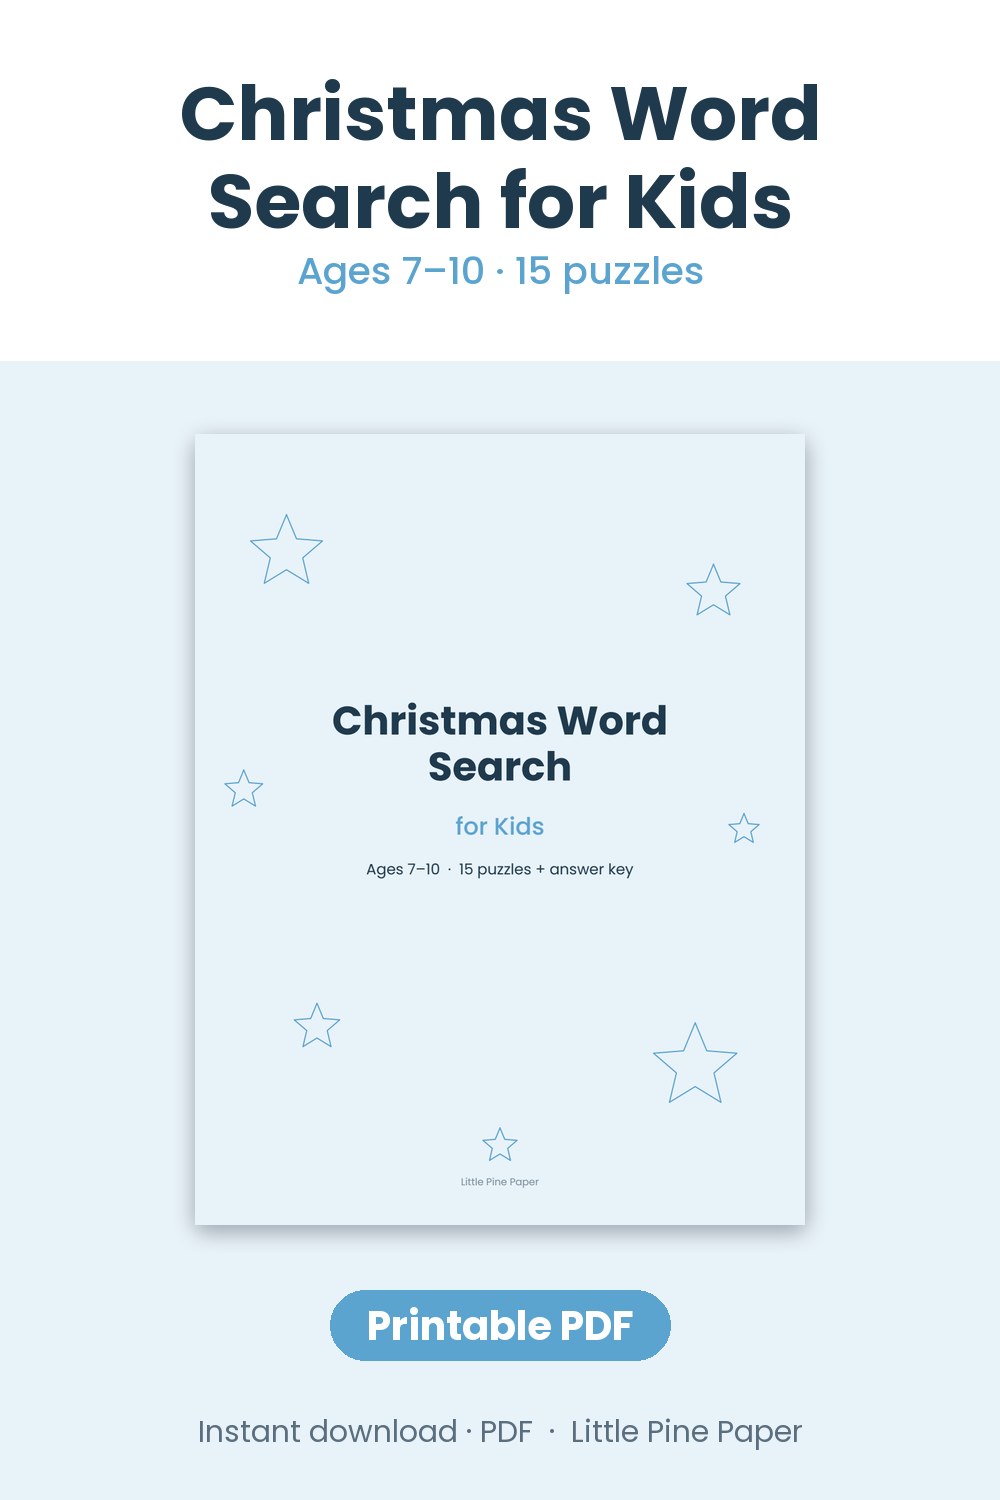 Christmas Word
Search for Kids
Ages 7–10 · 15 puzzles
Christmas Word
Search
for Kids
Ages 7–10 · 15 puzzles + answer key
Little Pine Paper
Printable PDF
Instant download · PDF · Little Pine Paper